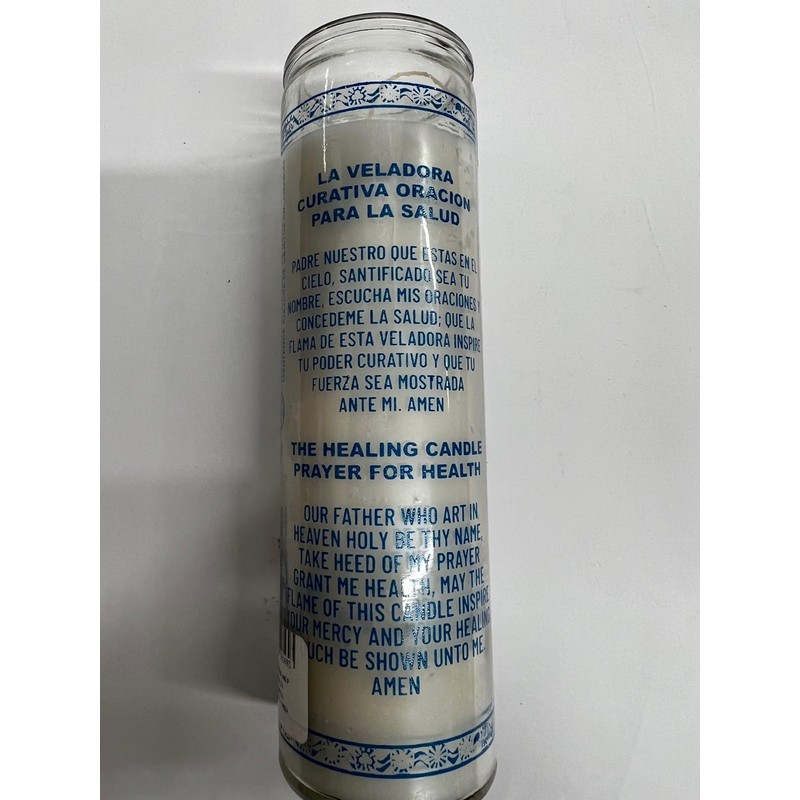 LA VELADORA
CURATIVA ORACION
PARA LA SALUD
PADRE NUESTRO QUE ESTAS EN EL
CIELO, SANTIFICADO SEA TU
NOMBRE, ESCUCHA MIS ORACIONES Y
CONCEDEME LA SALUD; QUE LA
FLAMA DE ESTA VELADORA INSPIRE
TU PODER CURATIVO Y QUE TU
FUERZA SEA MOSTRADA
ANTE MI. AMEN
THE HEALING CANDLE
PRAYER FOR HEALTH
OUR FATHER WHO ART IN
HEAVEN HOLY BE THY NAME,
TAKE HEED OF MY PRAYER
GRANT ME HEALTH, MAY THE
FLAME OF THIS CANDLE INSPIRE
YOUR MERCY AND YOUR HEALING
OUCH BE SHOWN UNTO ME.
AMEN